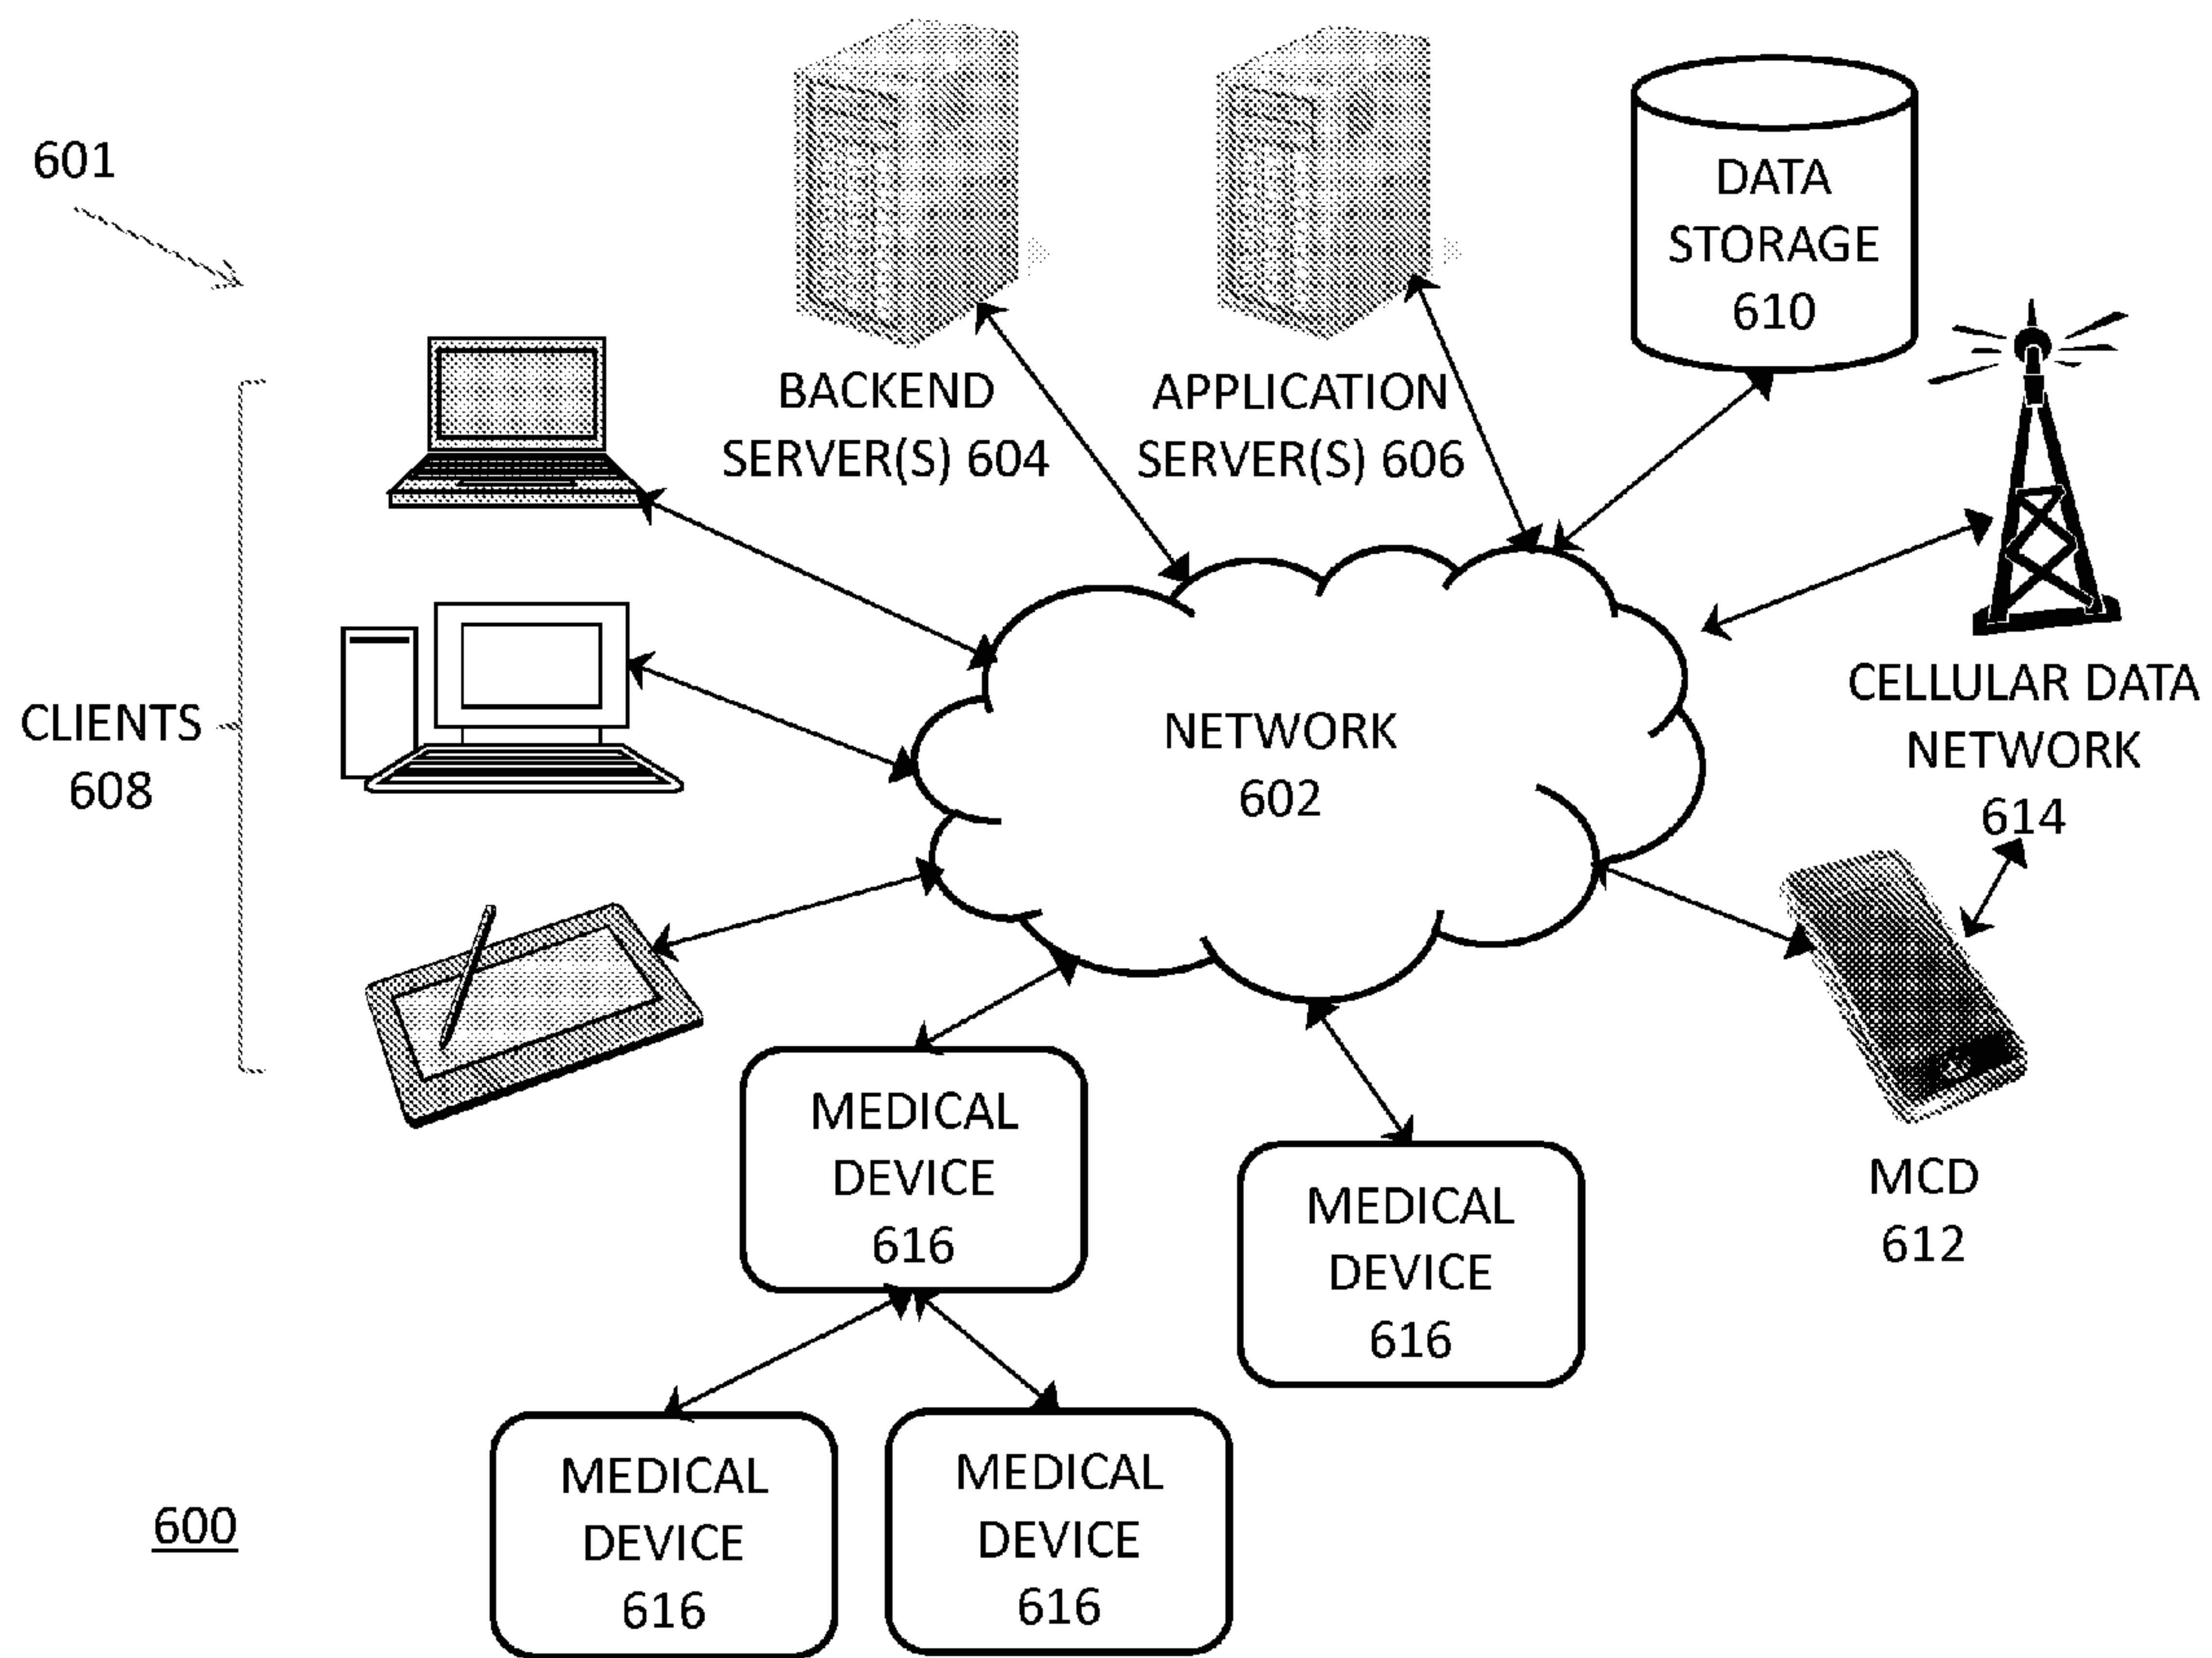 601
BACKEND
SERVER(S) 604
APPLICATION
SERVER(S) 606
DATA
STORAGE
610
CLIENTS
608
NETWORK
602
CELLULAR DATA
NETWORK
614
MCD
612
MEDICAL
DEVICE
616
MEDICAL
DEVICE
616
MEDICAL
DEVICE
616
MEDICAL
DEVICE
616
600